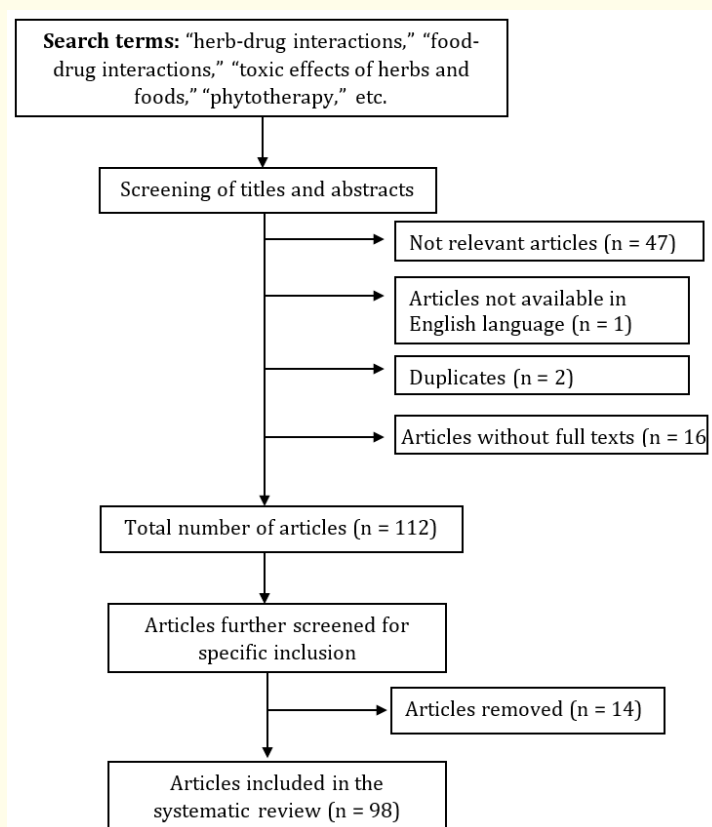 Search terms: “herb-drug interactions,” “food-
drug interactions,” “toxic effects of herbs and
foods,” “phytotherapy,” etc.
Screening of titles and abstracts
Not relevant articles (n = 47)
Articles not available in
English language (n = 1)
Duplicates (n = 2)
Articles without full texts (n = 16
Total number of articles (n = 112)
Articles further screened for
specific inclusion
Articles removed (n = 14)
Articles included in the
systematic review (n = 98)